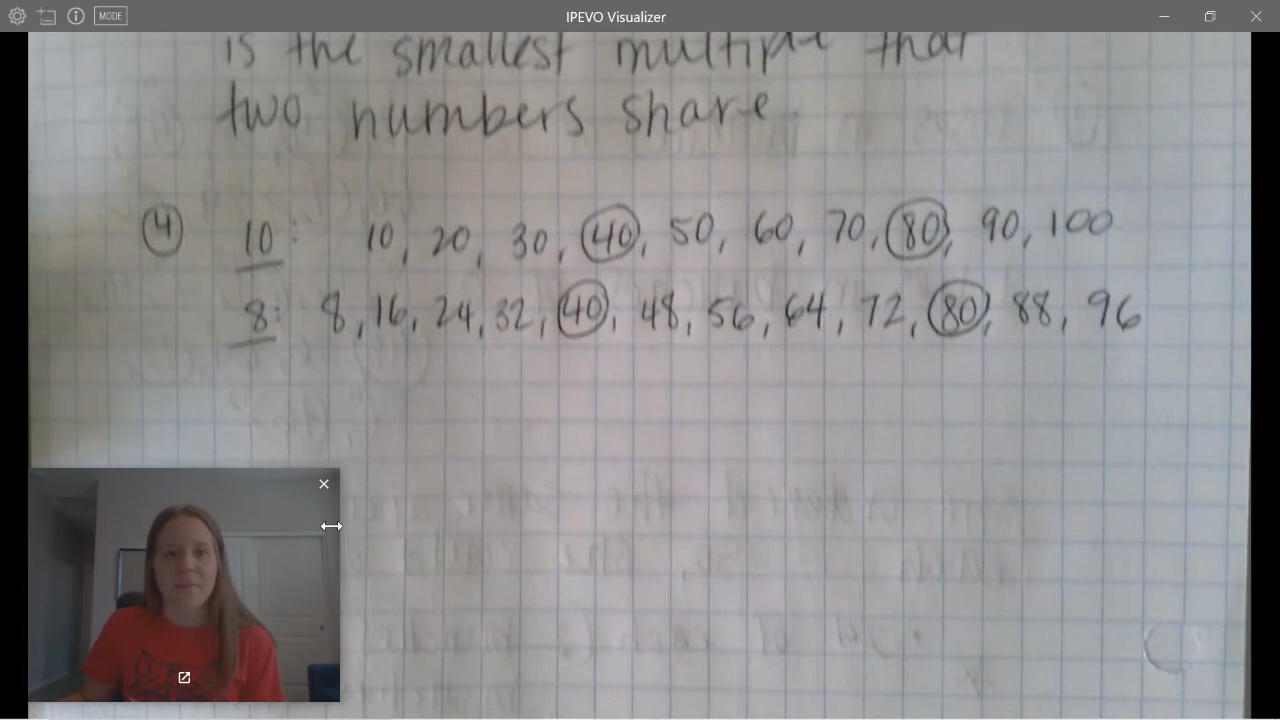 MODE
IPEVO Visualizer
is the smallest multiple that
two numbers share.
4 10: 10, 20, 30, 40, 50, 60, 70, 80, 90, 100
8: 8, 16, 24, 32, 40, 48, 56, 64, 72, 80, 88, 96